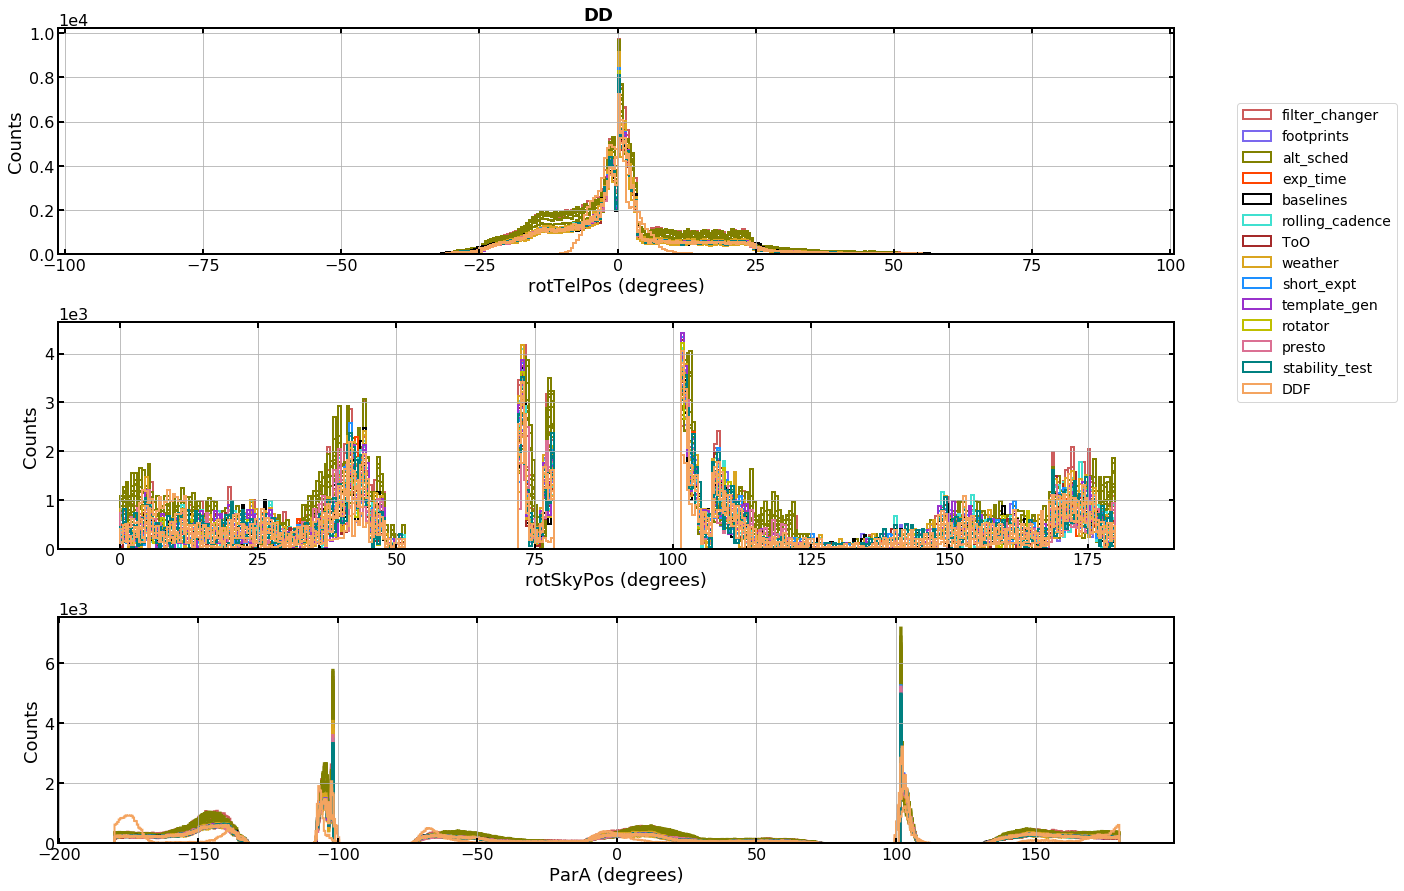 DD
1e4
1.0
0.8
0.6
0.4
0.2
0.0
Counts
−100 −75 −50 −25 0 25 50 75 100
rotTelPos (degrees)
1e3
4
3
2
1
0
Counts
0 25 50 75 100 125 150 175
rotSkyPos (degrees)
1e3
6
4
2
0
Counts
−200 −150 −100 −50 0 50 100 150
ParA (degrees)
filter_changer
footprints
alt_sched
exp_time
baselines
rolling_cadence
ToO
weather
short_expt
template_gen
rotator
presto
stability_test
DDF